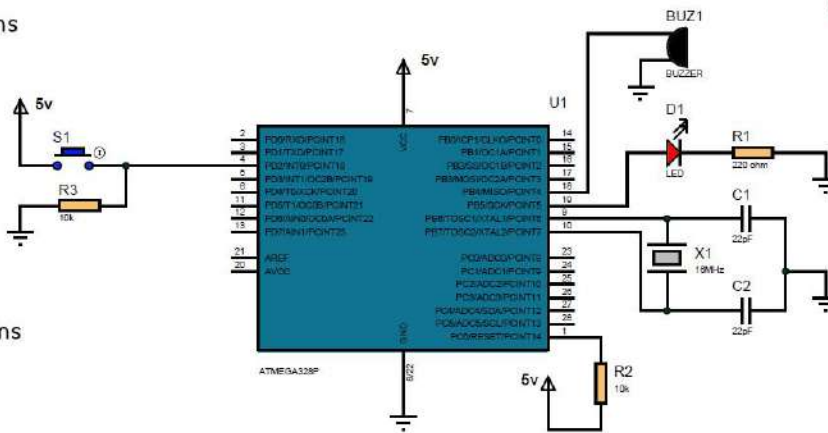 ns
BUZ1
BUZZER
5v
7
VCC
U1
5v
S1
D1
LED
R1
220 ohm
2 PD0/RXD/PCINT16
3 PD1/TXD/PCINT17
4 PD2/INT0/PCINT18
5 PD3/INT1/OC2B/PCINT19
6 PD4/T0/XCK/PCINT20
11 PD5/T1/OC0B/PCINT21
12 PD6/AIN0/OC0A/PCINT22
13 PD7/AIN1/PCINT23
21 AREF
20 AVCC
PB0/ICP1/CLKO/PCINT0 14
PB1/OC1A/PCINT1 15
PB2/SS/OC1B/PCINT2 16
PB3/MOSI/OC2A/PCINT3 17
PB4/MISO/PCINT4 18
PB5/SCK/PCINT5 19
PB6/TOSC1/XTAL1/PCINT6 9
PB7/TOSC2/XTAL2/PCINT7 10
PC0/ADC0/PCINT8 23
PC1/ADC1/PCINT9 24
PC2/ADC2/PCINT10 25
PC3/ADC3/PCINT11 26
PC4/ADC4/SDA/PCINT12 27
PC5/ADC5/SCL/PCINT13 28
PC6/RESET/PCINT14 1
R3
10k
C1
22pF
X1
16MHz
C2
22pF
ns
GND
8/22
ATMEGA328P
5v
R2
10k